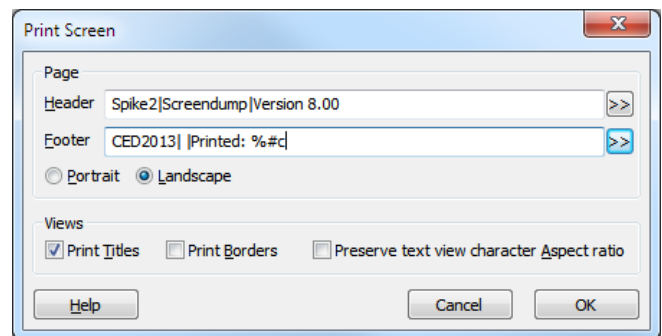 Print Screen
Page
Header Spike2|Screendump|Version 8.00 >>
Footer CED2013| |Printed: %#c >>
Portrait Landscape
Views
Print Titles Print Borders Preserve text view character Aspect ratio
Help Cancel OK